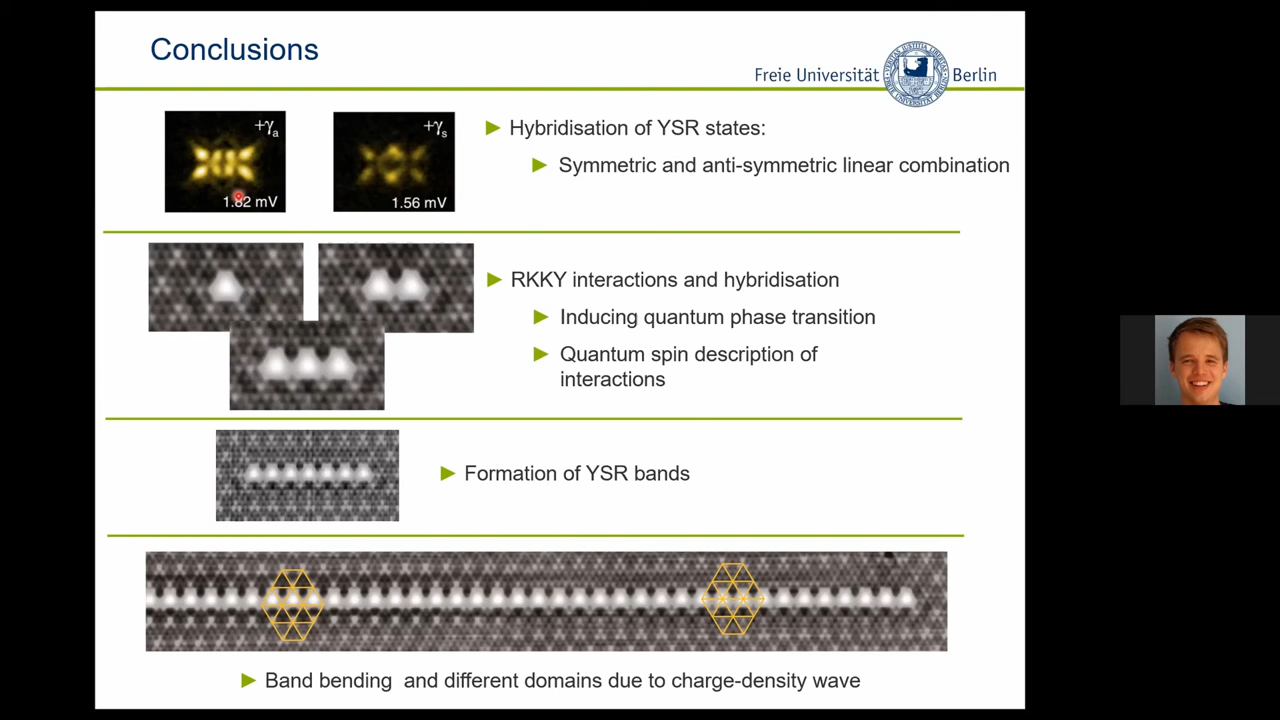 Conclusions
Freie Universität Berlin
+γa
1.82 mV
+γs
1.56 mV
► Hybridisation of YSR states:
► Symmetric and anti-symmetric linear combination
► RKKY interactions and hybridisation
► Inducing quantum phase transition
► Quantum spin description of
interactions
► Formation of YSR bands
► Band bending and different domains due to charge-density wave